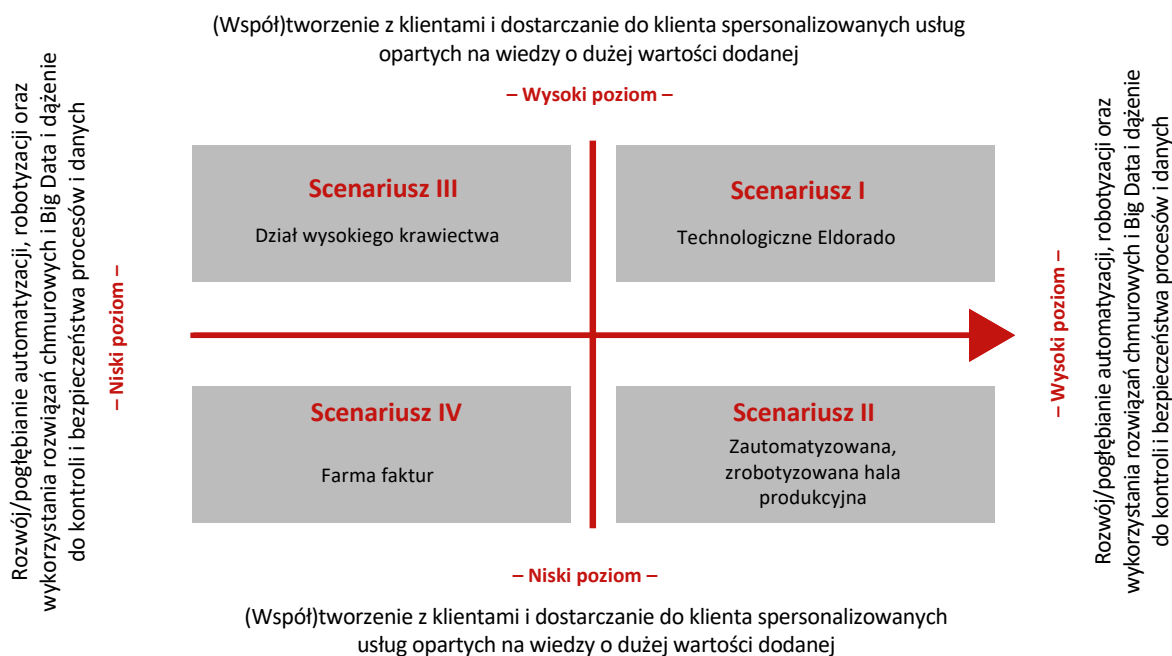 (Współ)tworzenie z klientami i dostarczanie do klienta spersonalizowanych usług
opartych na wiedzy o dużej wartości dodanej
– Wysoki poziom –
Rozwój/pogłębianie automatyzacji, robotyzacji oraz
wykorzystania rozwiązań chmurowych i Big Data i dążenie
do kontroli i bezpieczeństwa procesów i danych
– Niski poziom –
Scenariusz III
Dział wysokiego krawiectwa
Scenariusz I
Technologiczne Eldorado
Scenariusz IV
Farma faktur
Scenariusz II
Zautomatyzowana,
zrobotyzowana hala
produkcyjna
– Wysoki poziom –
Rozwój/pogłębianie automatyzacji, robotyzacji oraz
wykorzystania rozwiązań chmurowych i Big Data i dążenie
do kontroli i bezpieczeństwa procesów i danych
– Niski poziom –
(Współ)tworzenie z klientami i dostarczanie do klienta spersonalizowanych
usług opartych na wiedzy o dużej wartości dodanej